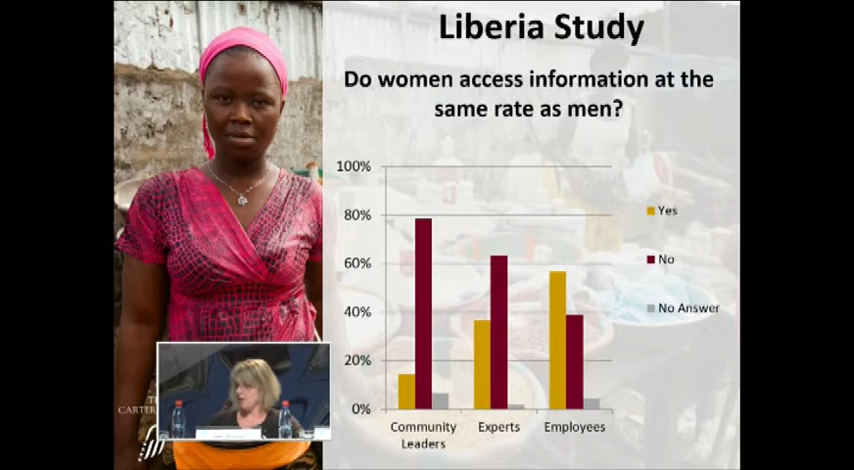 Liberia Study
Do women access information at the
same rate as men?
100%
80%
60%
40%
20%
0%
Yes
No
No Answer
Community
Leaders
Experts
Employees
CARTER